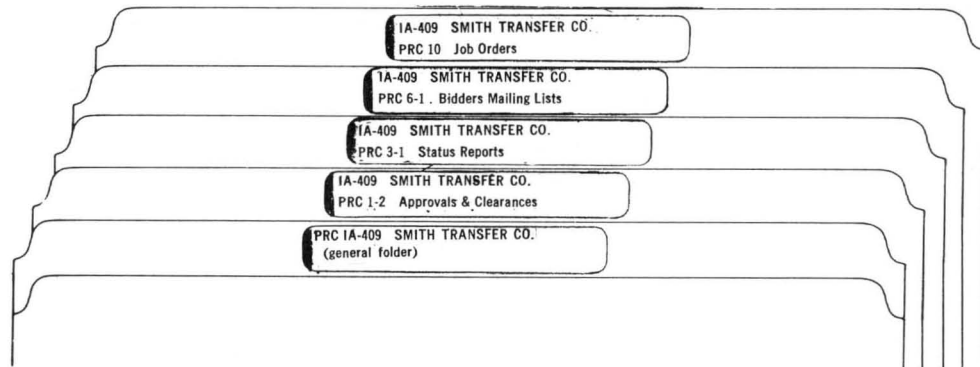 IA-409 SMITH TRANSFER CO.
PRC 10 Job Orders
IA-409 SMITH TRANSFER CO.
PRC 6-1 . Bidders Mailing Lists
IA-409 SMITH TRANSFER CO.
PRC 3-1 Status Reports
IA-409 SMITH TRANSFER CO.
PRC 1-2 Approvals & Clearances
PRC IA-409 SMITH TRANSFER CO.
(general folder)